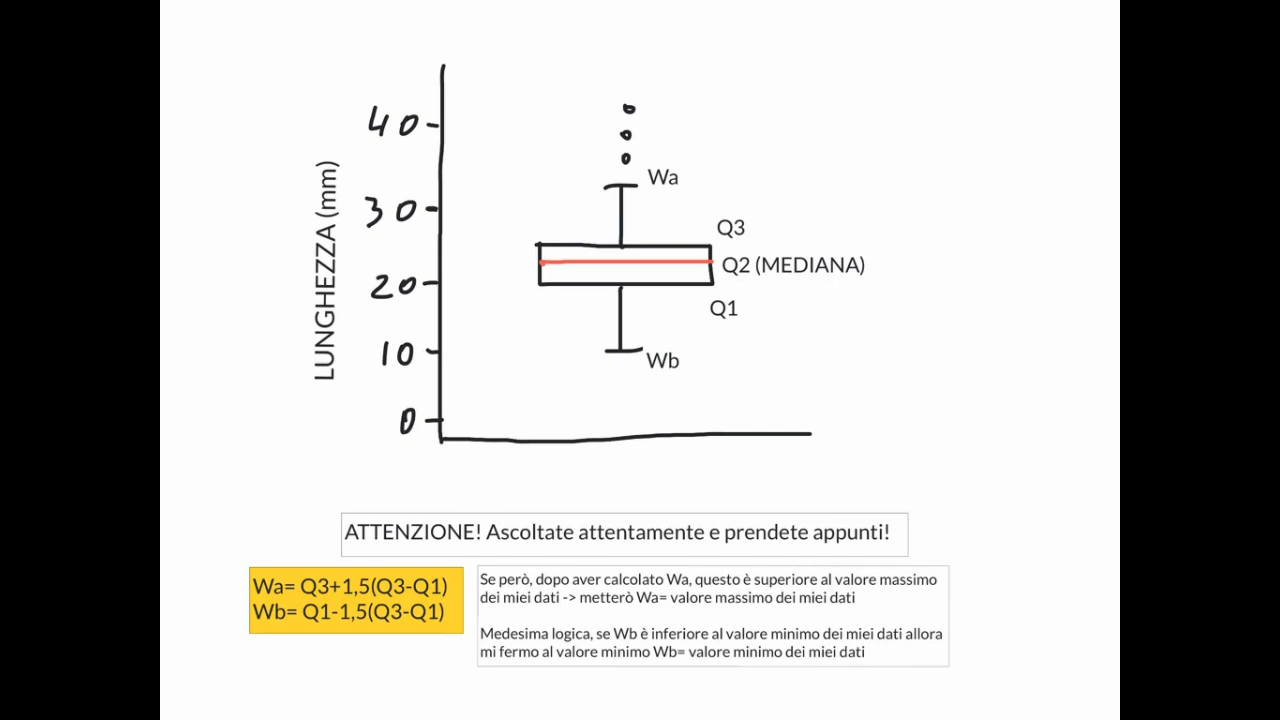 40
30
20
10
0
LUNGHEZZA (mm)
Wa
Q3
Q2 (MEDIANA)
Q1
Wb
ATTENZIONE! Ascoltate attentamente e prendete appunti!
Wa= Q3+1,5(Q3-Q1)
Wb= Q1-1,5(Q3-Q1)
Se però, dopo aver calcolato Wa, questo è superiore al valore massimo
dei miei dati -> metterò Wa= valore massimo dei miei dati
Medesima logica, se Wb è inferiore al valore minimo dei miei dati allora
mi fermo al valore minimo Wb= valore minimo dei miei dati